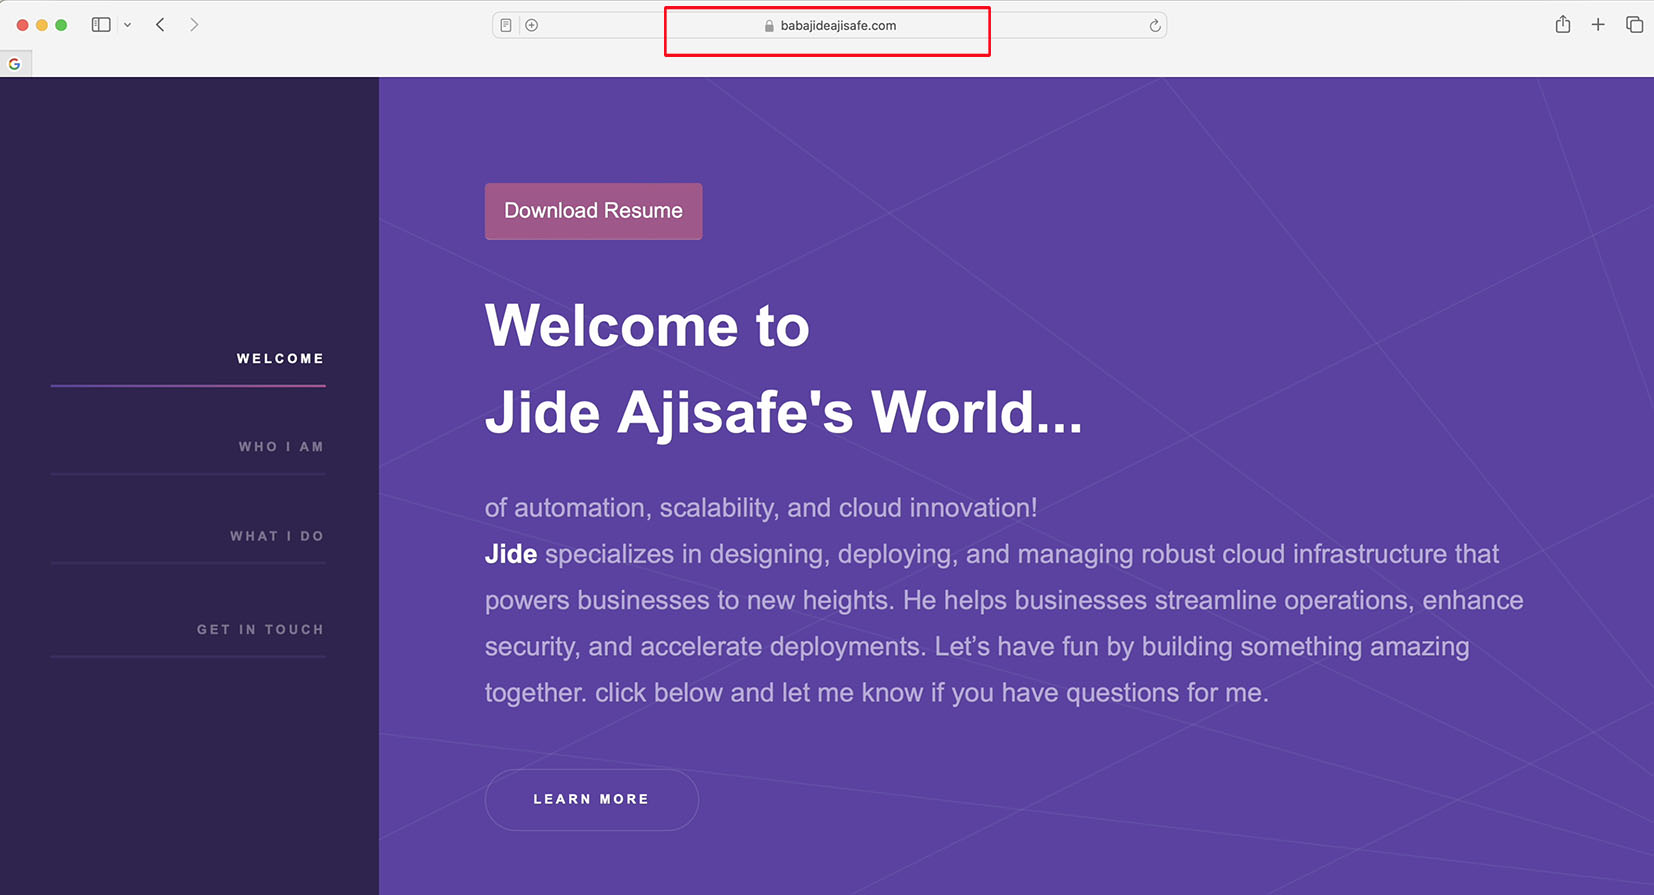 babajideajisafe.com
Download Resume
WELCOME
WHO I AM
WHAT I DO
GET IN TOUCH
Welcome to
Jide Ajisafe's World...
of automation, scalability, and cloud innovation!
Jide specializes in designing, deploying, and managing robust cloud infrastructure that
powers businesses to new heights. He helps businesses streamline operations, enhance
security, and accelerate deployments. Let’s have fun by building something amazing
together. click below and let me know if you have questions for me.
LEARN MORE